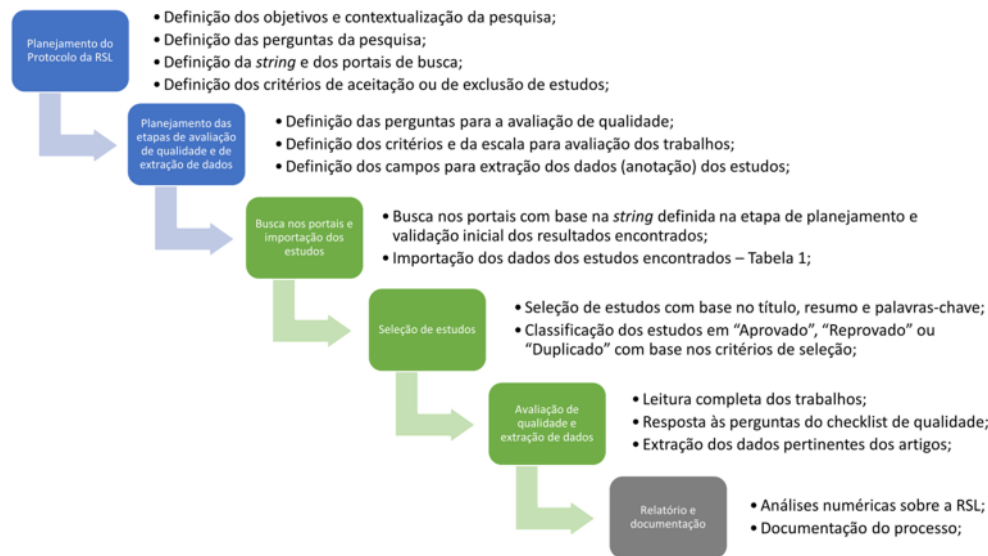 Planejamento do
Protocolo da RSL
• Definição dos objetivos e contextualização da pesquisa;
• Definição das perguntas da pesquisa;
• Definição da string e dos portais de busca;
• Definição dos critérios de aceitação ou de exclusão de estudos;
Planejamento das
etapas de avaliação
de qualidade e de
extração de dados
• Definição das perguntas para a avaliação de qualidade;
• Definição dos critérios e da escala para avaliação dos trabalhos;
• Definição dos campos para extração dos dados (anotação) dos estudos;
Busca nos portais e
importação dos
estudos
• Busca nos portais com base na string definida na etapa de planejamento e
validação inicial dos resultados encontrados;
• Importação dos dados dos estudos encontrados – Tabela 1;
Seleção de estudos
• Seleção de estudos com base no título, resumo e palavras-chave;
• Classificação dos estudos em “Aprovado”, “Reprovado” ou
“Duplicado” com base nos critérios de seleção;
Avaliação de
qualidade e
extração de dados
• Leitura completa dos trabalhos;
• Resposta às perguntas do checklist de qualidade;
• Extração dos dados pertinentes dos artigos;
Relatório e
documentação
• Análises numéricas sobre a RSL;
• Documentação do processo;